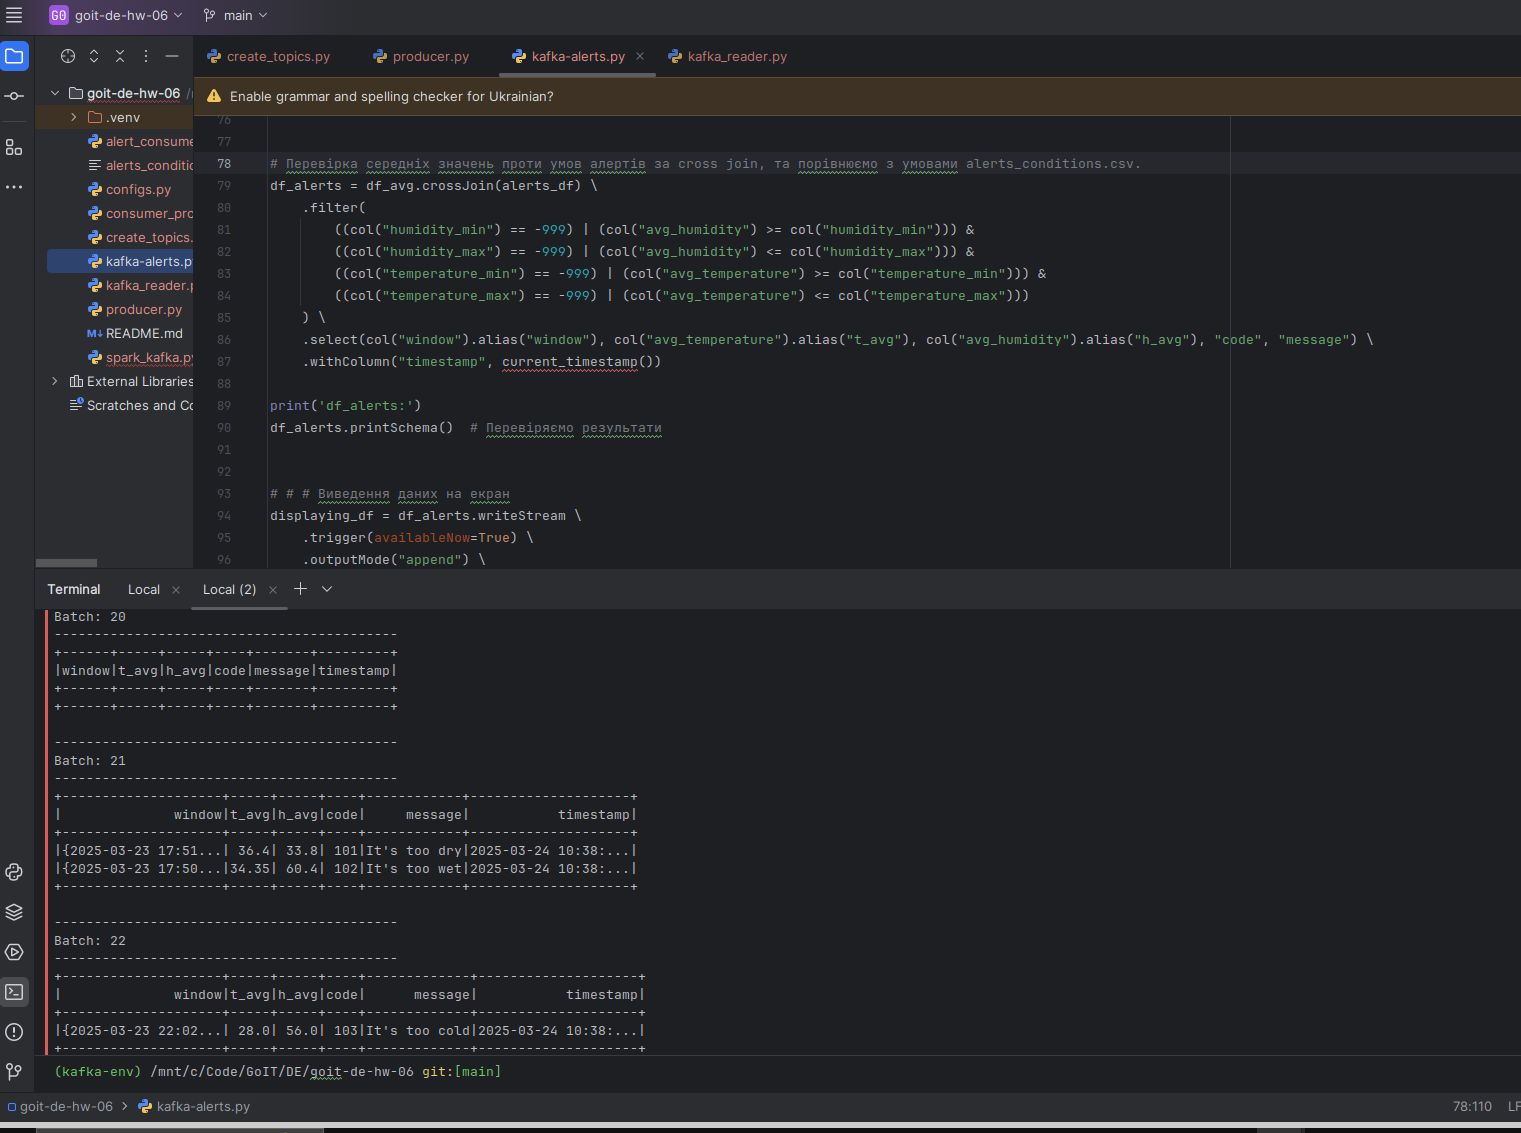 GO goit-de-hw-06 main
create_topics.py producer.py kafka-alerts.py kafka_reader.py
Enable grammar and spelling checker for Ukrainian?
goit-de-hw-06
.venv
alert_consume
alerts_conditio
configs.py
consumer_pro
create_topics.
kafka-alerts.p
kafka_reader.p
producer.py
M↓ README.md
spark_kafka.py
External Libraries
Scratches and Co
76
77
78 # Перевірка середніх значень проти умов алертів за cross join, та порівнюємо з умовами alerts_conditions.csv.
79 df_alerts = df_avg.crossJoin(alerts_df) \
80 .filter(
81 ((col("humidity_min") == -999) | (col("avg_humidity") >= col("humidity_min"))) &
82 ((col("humidity_max") == -999) | (col("avg_humidity") <= col("humidity_max"))) &
83 ((col("temperature_min") == -999) | (col("avg_temperature") >= col("temperature_min"))) &
84 ((col("temperature_max") == -999) | (col("avg_temperature") <= col("temperature_max")))
85 ) \
86 .select(col("window").alias("window"), col("avg_temperature").alias("t_avg"), col("avg_humidity").alias("h_avg"), "code", "message") \
87 .withColumn("timestamp", current_timestamp())
88
89 print('df_alerts:')
90 df_alerts.printSchema() # Перевіряємо результати
91
92
93 # # # Виведення даних на екран
94 displaying_df = df_alerts.writeStream \
95 .trigger(availableNow=True) \
96 .outputMode("append") \
Terminal Local Local (2)
Batch: 20
-------------------------------------------
+------+-----+-----+----+-------+---------+
|window|t_avg|h_avg|code|message|timestamp|
+------+-----+-----+----+-------+---------+
+------+-----+-----+----+-------+---------+
-------------------------------------------
Batch: 21
-------------------------------------------
+--------------------+-----+-----+----+------------+--------------------+
|              window|t_avg|h_avg|code|     message|           timestamp|
+--------------------+-----+-----+----+------------+--------------------+
|{2025-03-23 17:51...| 36.4| 33.8| 101|It's too dry|2025-03-24 10:38:...|
|{2025-03-23 17:50...|34.35| 60.4| 102|It's too wet|2025-03-24 10:38:...|
+--------------------+-----+-----+----+------------+--------------------+
-------------------------------------------
Batch: 22
-------------------------------------------
+--------------------+-----+-----+----+-------------+--------------------+
|              window|t_avg|h_avg|code|      message|           timestamp|
+--------------------+-----+-----+----+-------------+--------------------+
|{2025-03-23 22:02...| 28.0| 56.0| 103|It's too cold|2025-03-24 10:38:...|
+--------------------+-----+-----+----+-------------+--------------------+
(kafka-env) /mnt/c/Code/GoIT/DE/goit-de-hw-06 git:[main]
goit-de-hw-06 > kafka-alerts.py 78:110 LF